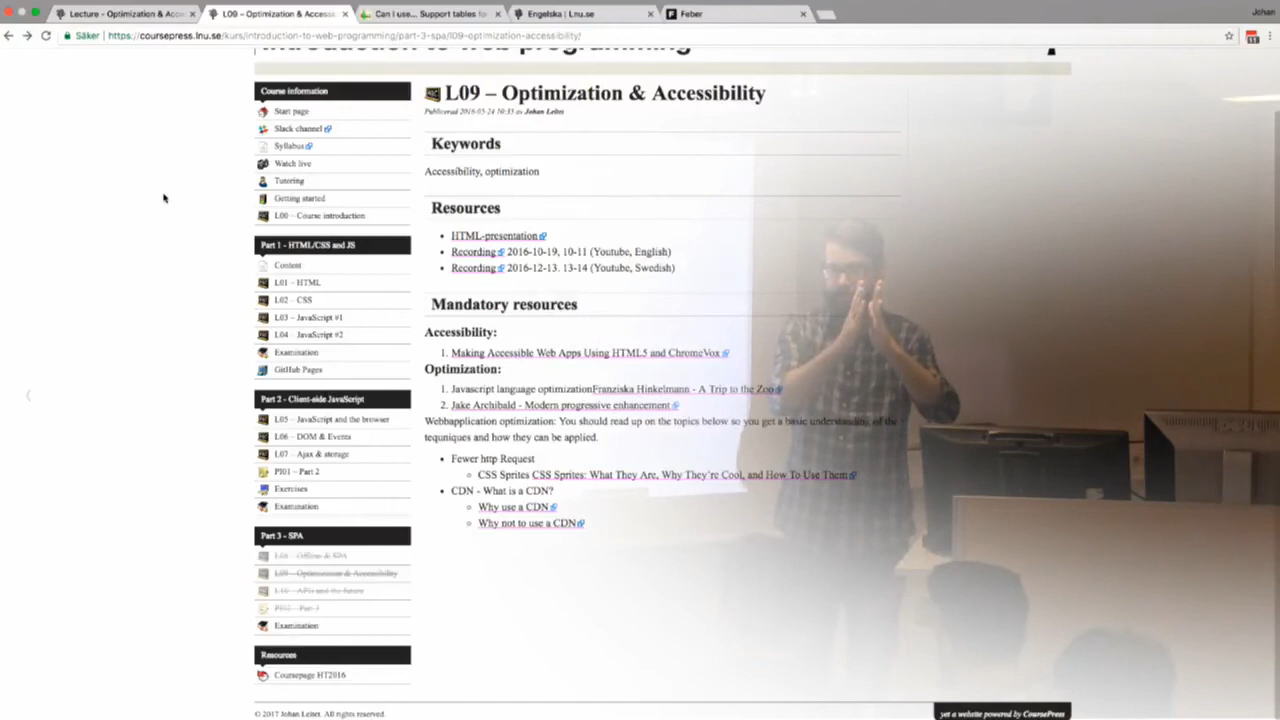 Lecture - Optimization & Acce
L09 – Optimization & Accessi
Can I use... Support tables fo
Engelska | Lnu.se
Feber
Johan
Säker
https://coursepress.lnu.se/kurs/introduction-to-web-programming/part-3-spa/l09-optimization-accessibility/
Introduction to web programming
Course information
Start page
Slack channel
Syllabus
Watch live
Tutoring
Getting started
L00 – Course introduction
Part 1 - HTML/CSS and JS
Content
L01 – HTML
L02 – CSS
L03 – JavaScript #1
L04 – JavaScript #2
Examination
GitHub Pages
Part 2 - Client-side JavaScript
L05 – JavaScript and the browser
L06 – DOM & Events
L07 – Ajax & storage
PI01 – Part 2
Exercises
Examination
Part 3 - SPA
L08 – Offline & SPA
L09 – Optimization & Accessibility
L10 – APIs and the future
PI02 – Part 3
Examination
Resources
Coursepage HT2016
L09 – Optimization & Accessibility
Publicerad 2016-05-24 10:35 av Johan Leitet
Keywords
Accessibility, optimization
Resources
HTML-presentation
Recording 2016-10-19, 10-11 (Youtube, English)
Recording 2016-12-13. 13-14 (Youtube, Swedish)
Mandatory resources
Accessibility:
1. Making Accessible Web Apps Using HTML5 and ChromeVox
Optimization:
1. Javascript language optimizationFranziska Hinkelmann - A Trip to the Zoo
2. Jake Archibald - Modern progressive enhancement
Webbapplication optimization: You should read up on the topics below so you get a basic understanding of the
tequniques and how they can be applied.
Fewer http Request
CSS Sprites CSS Sprites: What They Are, Why They're Cool, and How To Use Them
CDN - What is a CDN?
Why use a CDN
Why not to use a CDN
© 2017 Johan Leitet. All rights reserved.
yet a website powered by CoursePress